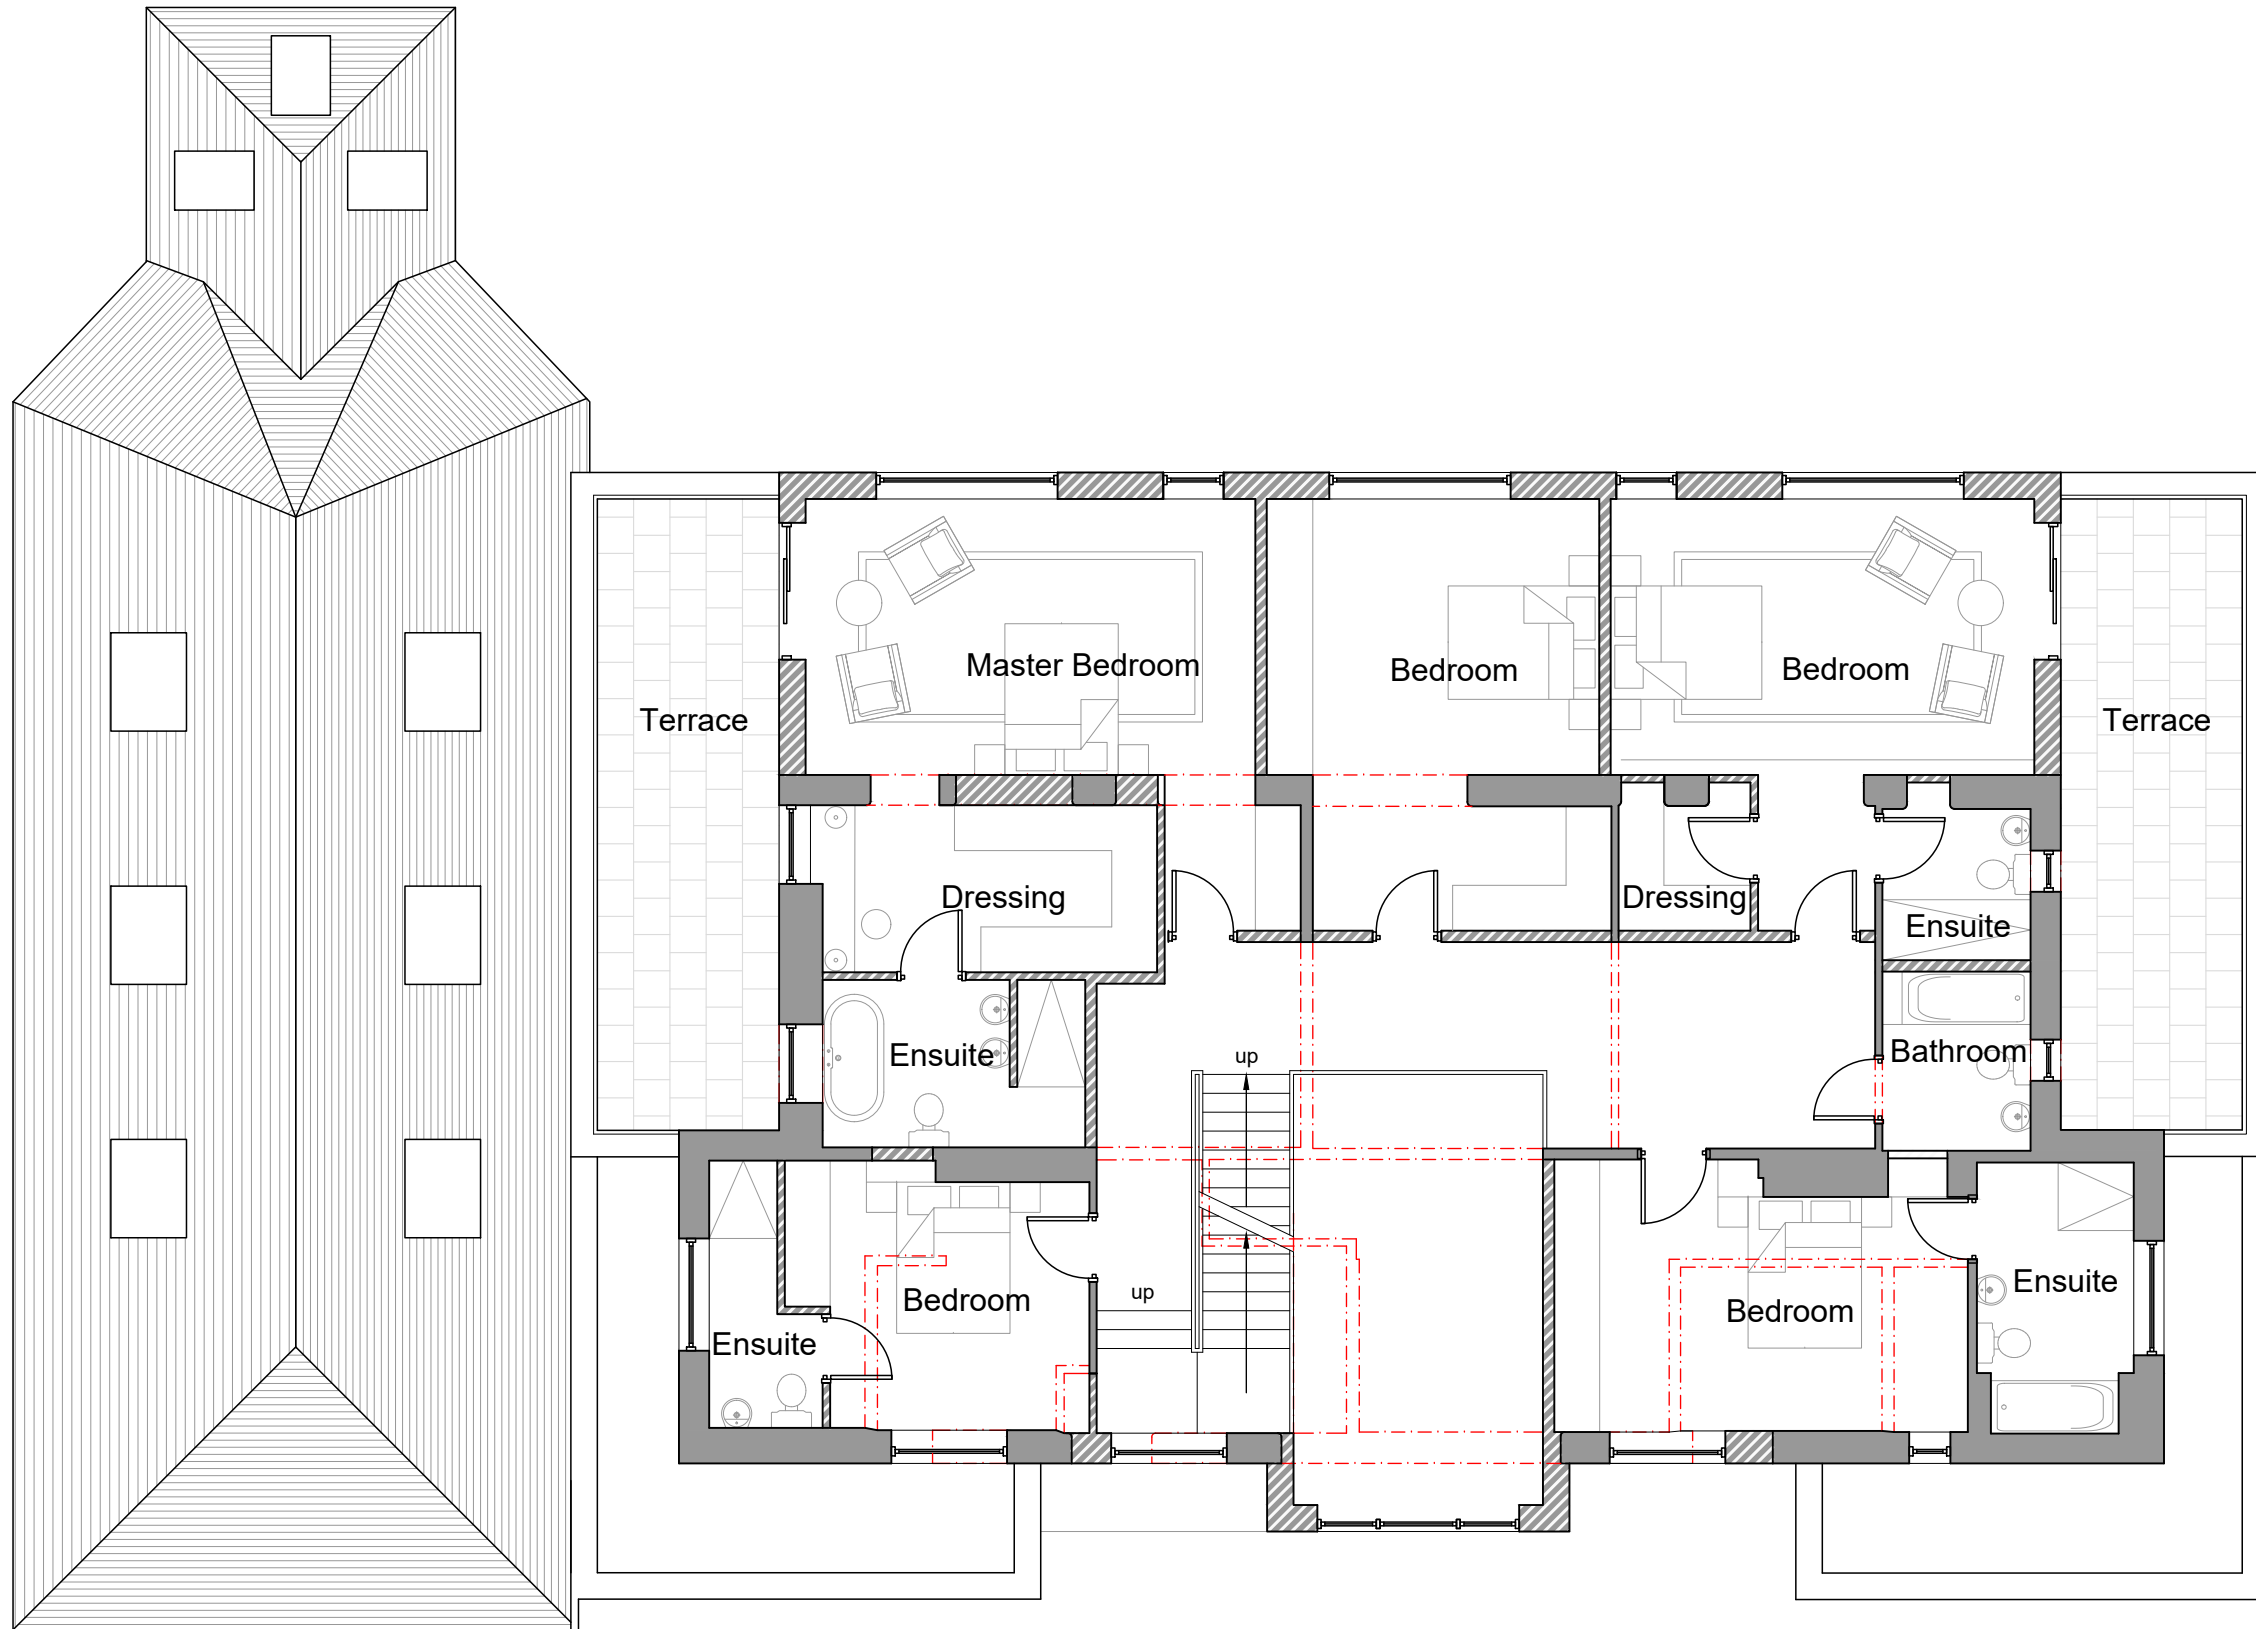 Master Bedroom
Bedroom
Bedroom
Terrace
Terrace
Dressing
Dressing
Ensuite
Ensuite
up
Bathroom
up
Bedroom
Bedroom
Ensuite
Ensuite